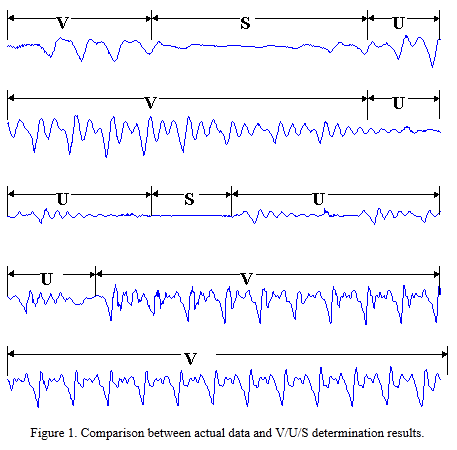 V S U
V U
U S U
U V
V
Figure 1. Comparison between actual data and V/U/S determination results.